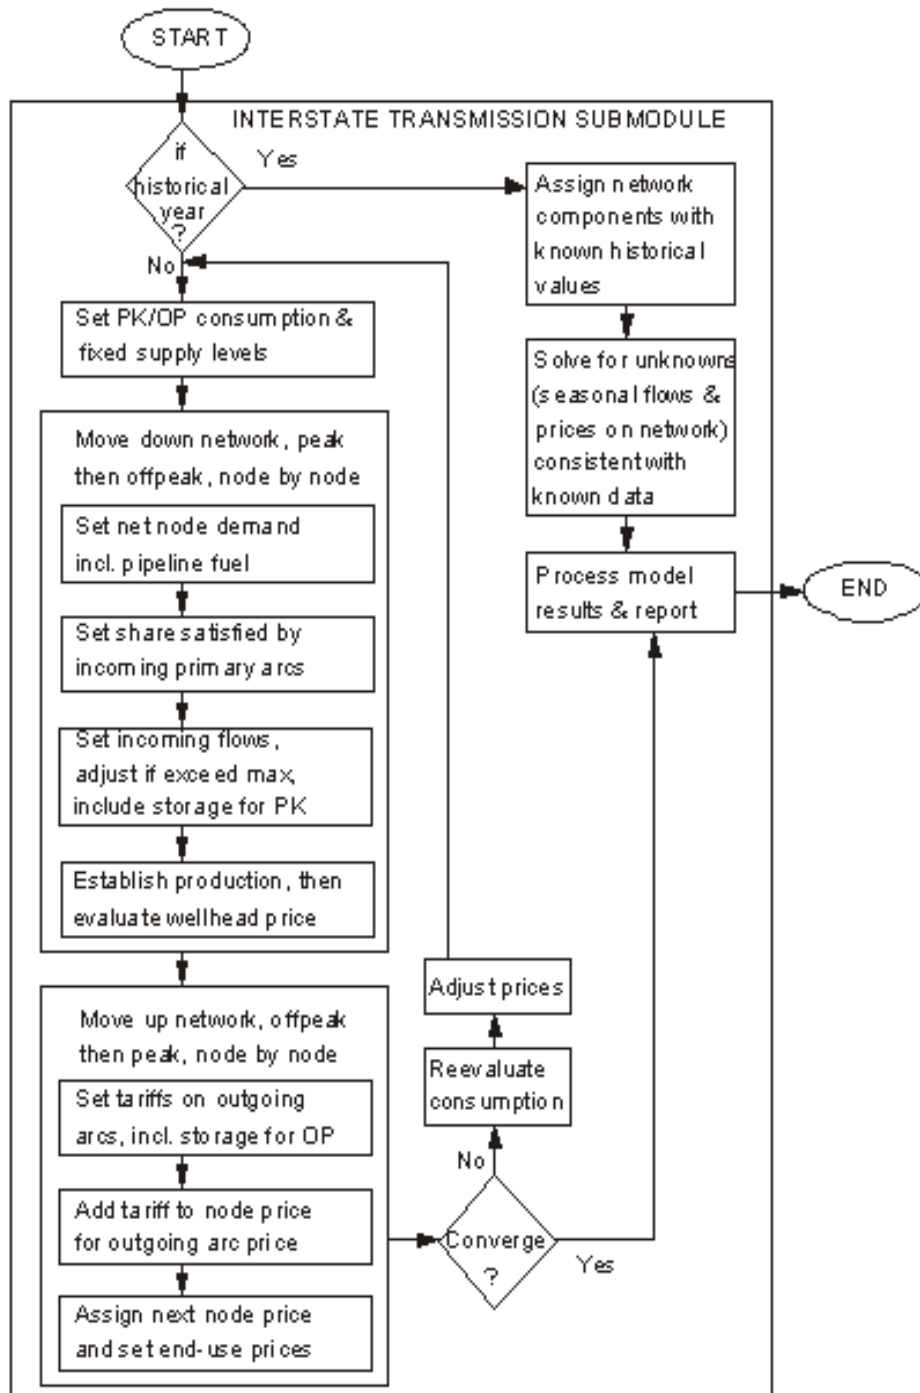 START
INTERSTATE TRANSMISSION SUBMODULE
if
historical
year
?
Yes
No
Assign network
components with
known historical
values
Solve for unknowns
(seasonal flows &
prices on network)
consistent with
known data
Process model
results & report
END
Set PK/OP consumption &
fixed supply levels
Move down network, peak
then offpeak, node by node
Set net node demand
incl. pipeline fuel
Set share satisfied by
incoming primary arcs
Set incoming flows,
adjust if exceed max,
include storage for PK
Establish production, then
evaluate wellhead price
Move up network, offpeak
then peak, node by node
Set tariffs on outgoing
arcs, incl. storage for OP
Add tariff to node price
for outgoing arc price
Assign next node price
and set end-use prices
Adjust prices
Reevaluate
consumption
No
Converge
?
Yes